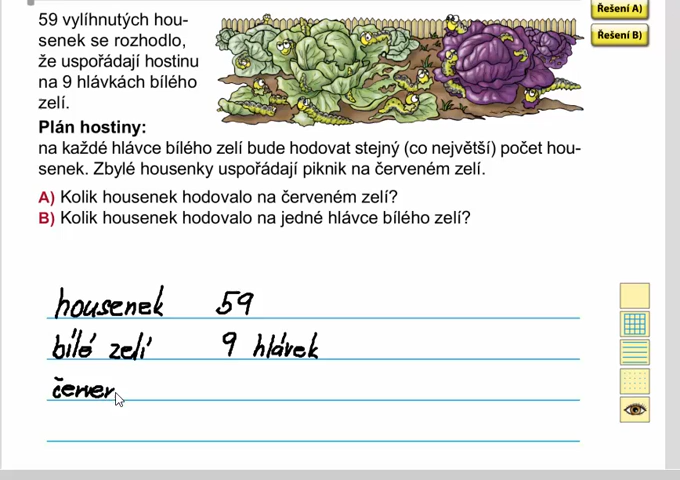 59 vylíhnutých hou-
senek se rozhodlo,
že uspořádají hostinu
na 9 hlávkách bílého
zelí.
Řešení A)
Řešení B)
Plán hostiny:
na každé hlávce bílého zelí bude hodovat stejný (co největší) počet hou-
senek. Zbylé housenky uspořádají piknik na červeném zelí.
A) Kolik housenek hodovalo na červeném zelí?
B) Kolik housenek hodovalo na jedné hlávce bílého zelí?
housenek 59
bílé zelí 9 hlávek
červen